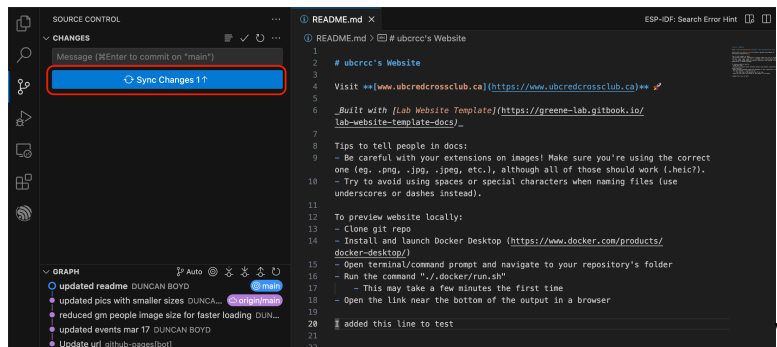 SOURCE CONTROL
CHANGES
Message (⌘Enter to commit on "main")
Sync Changes 1↑
GRAPH
Auto
updated readme DUNCAN BOYD
main
updated pics with smaller sizes DUNCA...
origin/main
reduced gm people image size for faster loading DUN...
updated events mar 17 DUNCAN BOYD
Update url github-pages[bot]
README.md
ESP-IDF: Search Error Hint
README.md > # ubcrcc's Website
1
2 # ubcrcc's Website
3
4 Visit **[www.ubcredcrossclub.ca](https://www.ubcredcrossclub.ca)** 🚀
5
6 _Built with [Lab Website Template](https://greene-lab.gitbook.io/
lab-website-template-docs)_
7
8 Tips to tell people in docs:
9 - Be careful with your extensions on images! Make sure you're using the correct
one (eg. .png, .jpg, .jpeg, etc.), although all of those should work (.heic?).
10 - Try to avoid using spaces or special characters when naming files (use
underscores or dashes instead).
11
12 To preview website locally:
13 - Clone git repo
14 - Install and launch Docker Desktop (https://www.docker.com/products/
docker-desktop/)
15 - Open terminal/command prompt and navigate to your repository's folder
16 - Run the command "./.docker/run.sh"
17 - This may take a few minutes the first time
18 - Open the link near the bottom of the output in a browser
19
20 I added this line to test
21
22